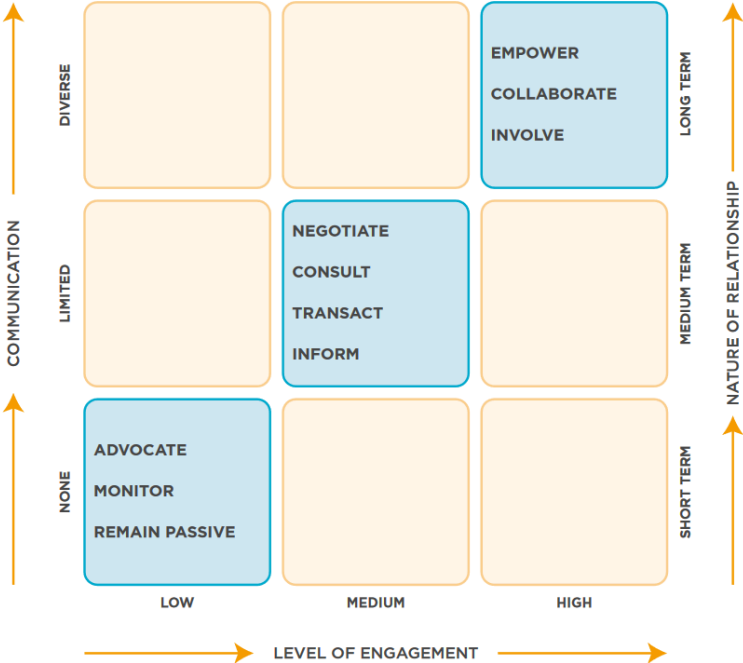 COMMUNICATION
DIVERSE
EMPOWER
COLLABORATE
INVOLVE
LONG TERM
LIMITED
NEGOTIATE
CONSULT
TRANSACT
INFORM
MEDIUM TERM
NATURE OF RELATIONSHIP
NONE
ADVOCATE
MONITOR
REMAIN PASSIVE
SHORT TERM
LOW
MEDIUM
HIGH
LEVEL OF ENGAGEMENT